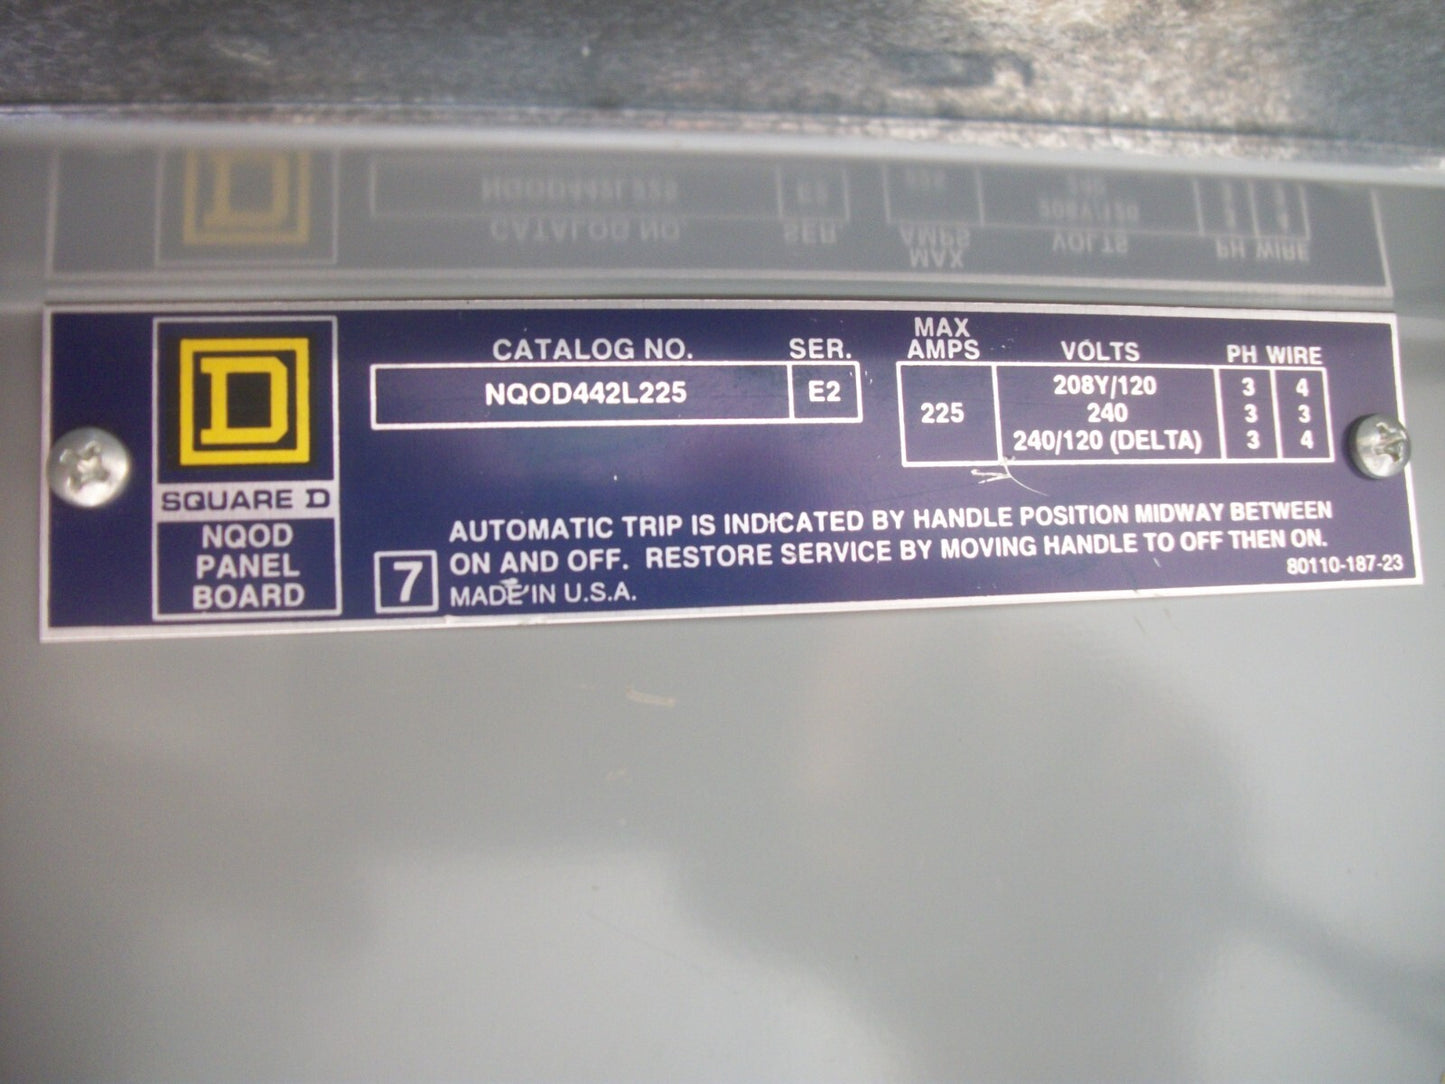 D
SQUARE D
NQOD
PANEL
BOARD
CATALOG NO. SER.
NQOD442L225 E2
MAX
AMPS VOLTS PH WIRE
225
208Y/120 3 4
240 3 3
240/120 (DELTA) 3 4
7
AUTOMATIC TRIP IS INDICATED BY HANDLE POSITION MIDWAY BETWEEN
ON AND OFF. RESTORE SERVICE BY MOVING HANDLE TO OFF THEN ON.
MADE IN U.S.A.
80110-187-23